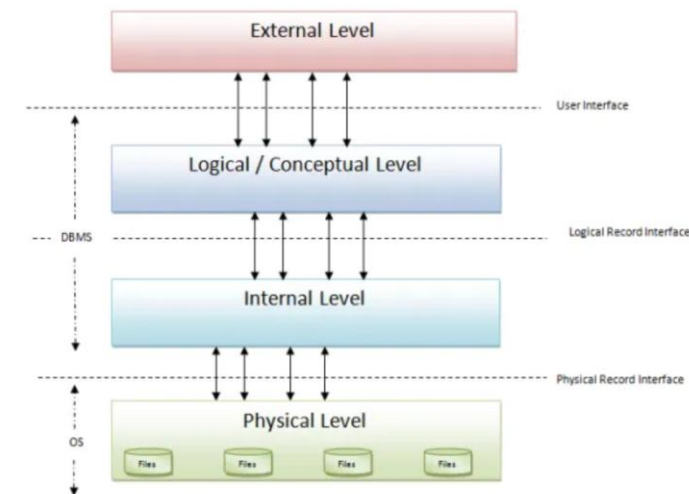 External Level
User Interface
Logical / Conceptual Level
DBMS
Logical Record Interface
Internal Level
Physical Record Interface
Physical Level
OS
Files
Files
Files
Files